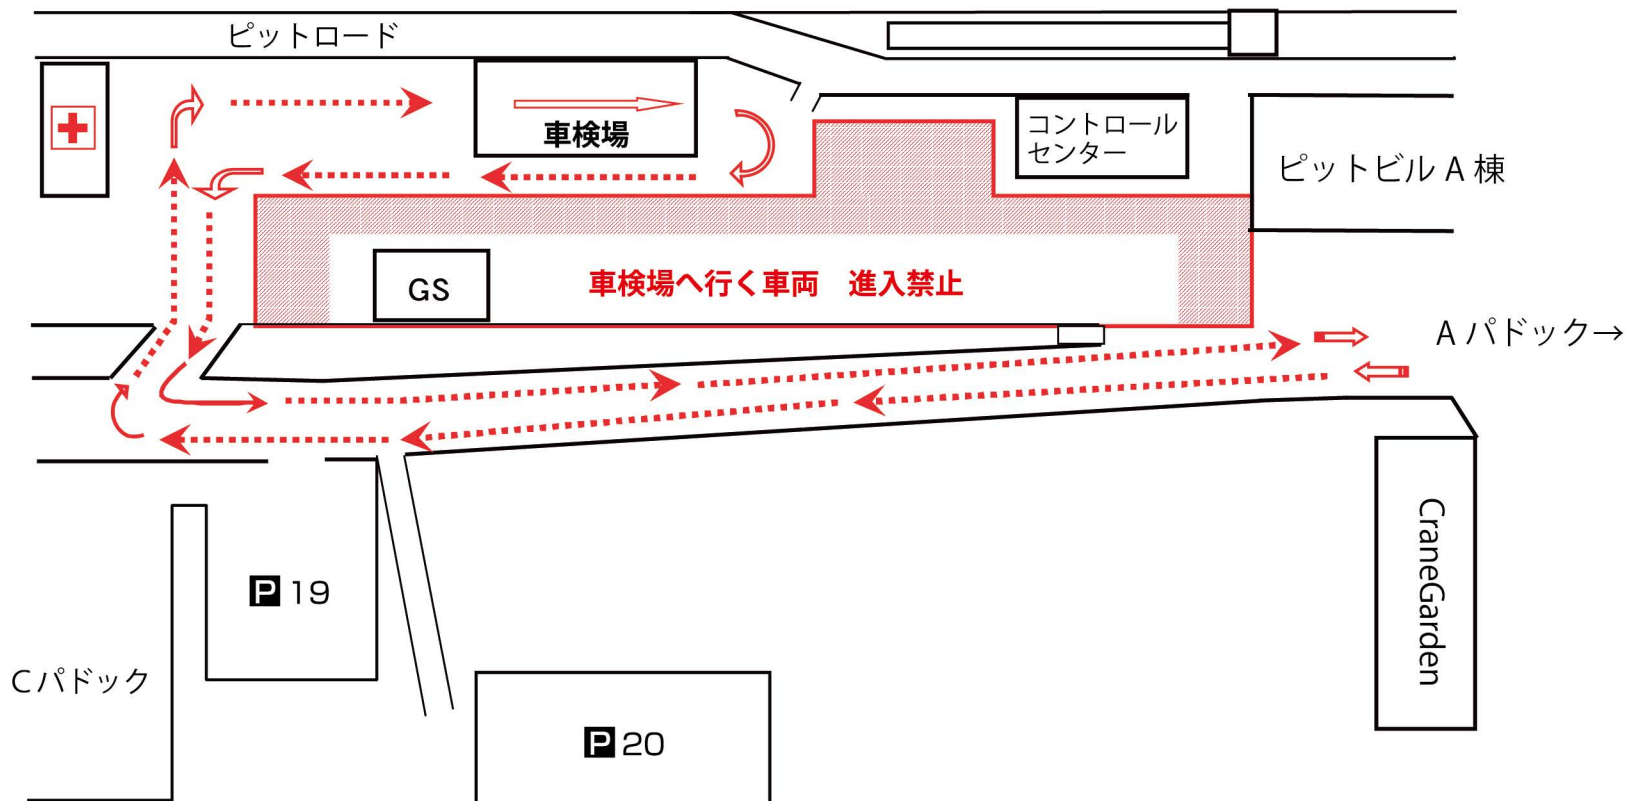 ピットロード
車検場
コントロール
センター
ピットビル A 棟
GS
車検場へ行く車両　進入禁止
A パドック→
P 19
CraneGarden
C パドック
P 20